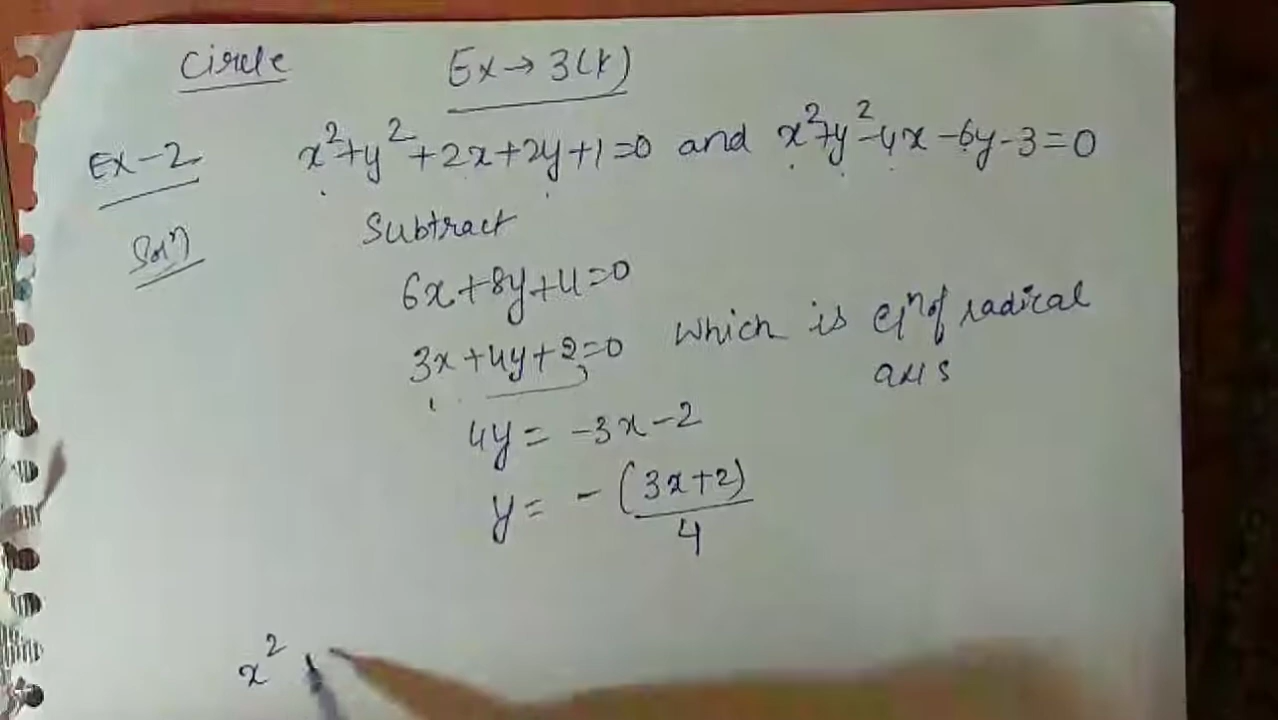 Circle Ex→3(k)
Ex-2 x²+y²+2x+2y+1=0 and x²+y²-4x-6y-3=0
Solⁿ Subtract
6x+8y+4=0
3x+4y+2=0 which is eqⁿ of radical
axis
4y = -3x-2
y = -(3x+2)/4
x²